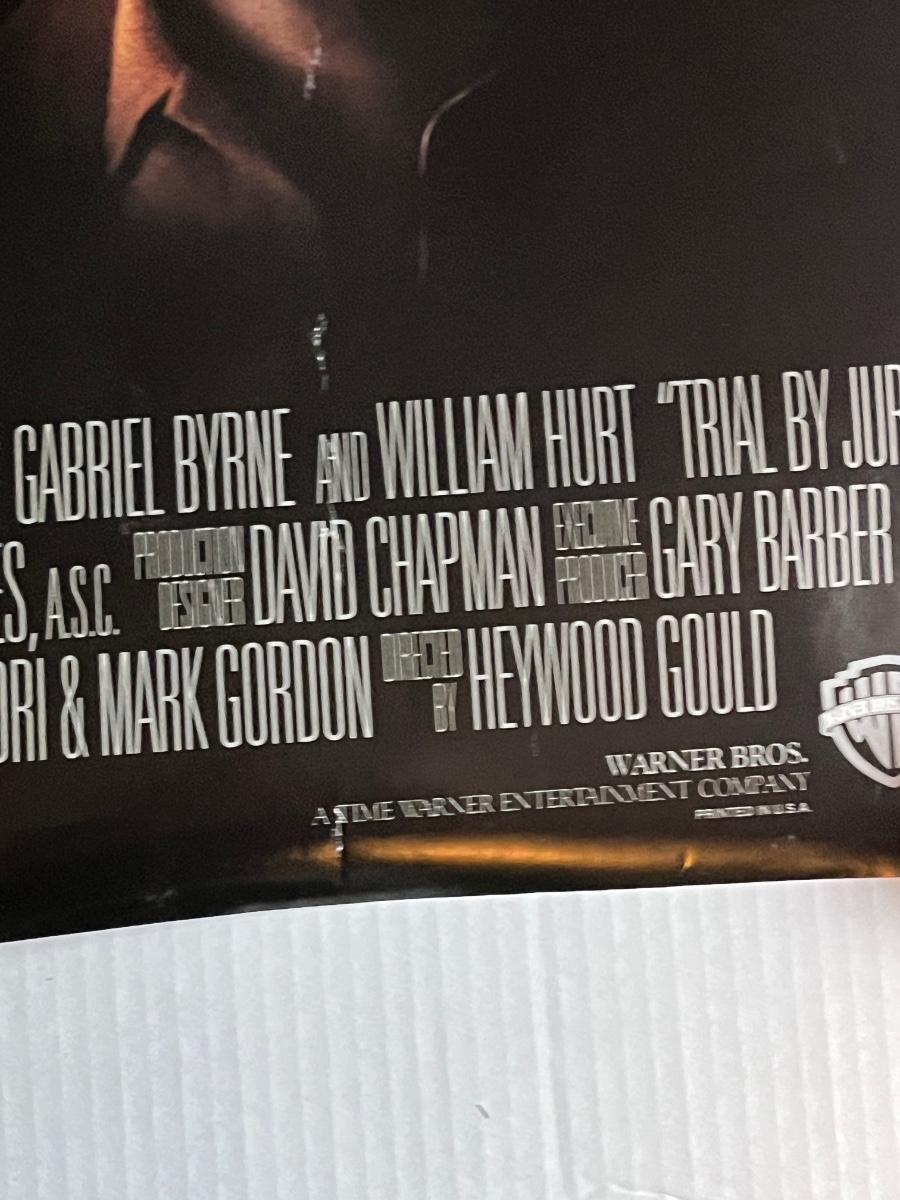 GABRIEL BYRNE AND WILLIAM HURT "TRIAL BY JUR
ES, A.S.C. PRODUCTION DESIGNER DAVID CHAPMAN EXECUTIVE PRODUCER GARY BARBER
ORI & MARK GORDON DIRECTED BY HEYWOOD GOULD
WARNER BROS.
A TIME WARNER ENTERTAINMENT COMPANY
PRINTED IN U.S.A.